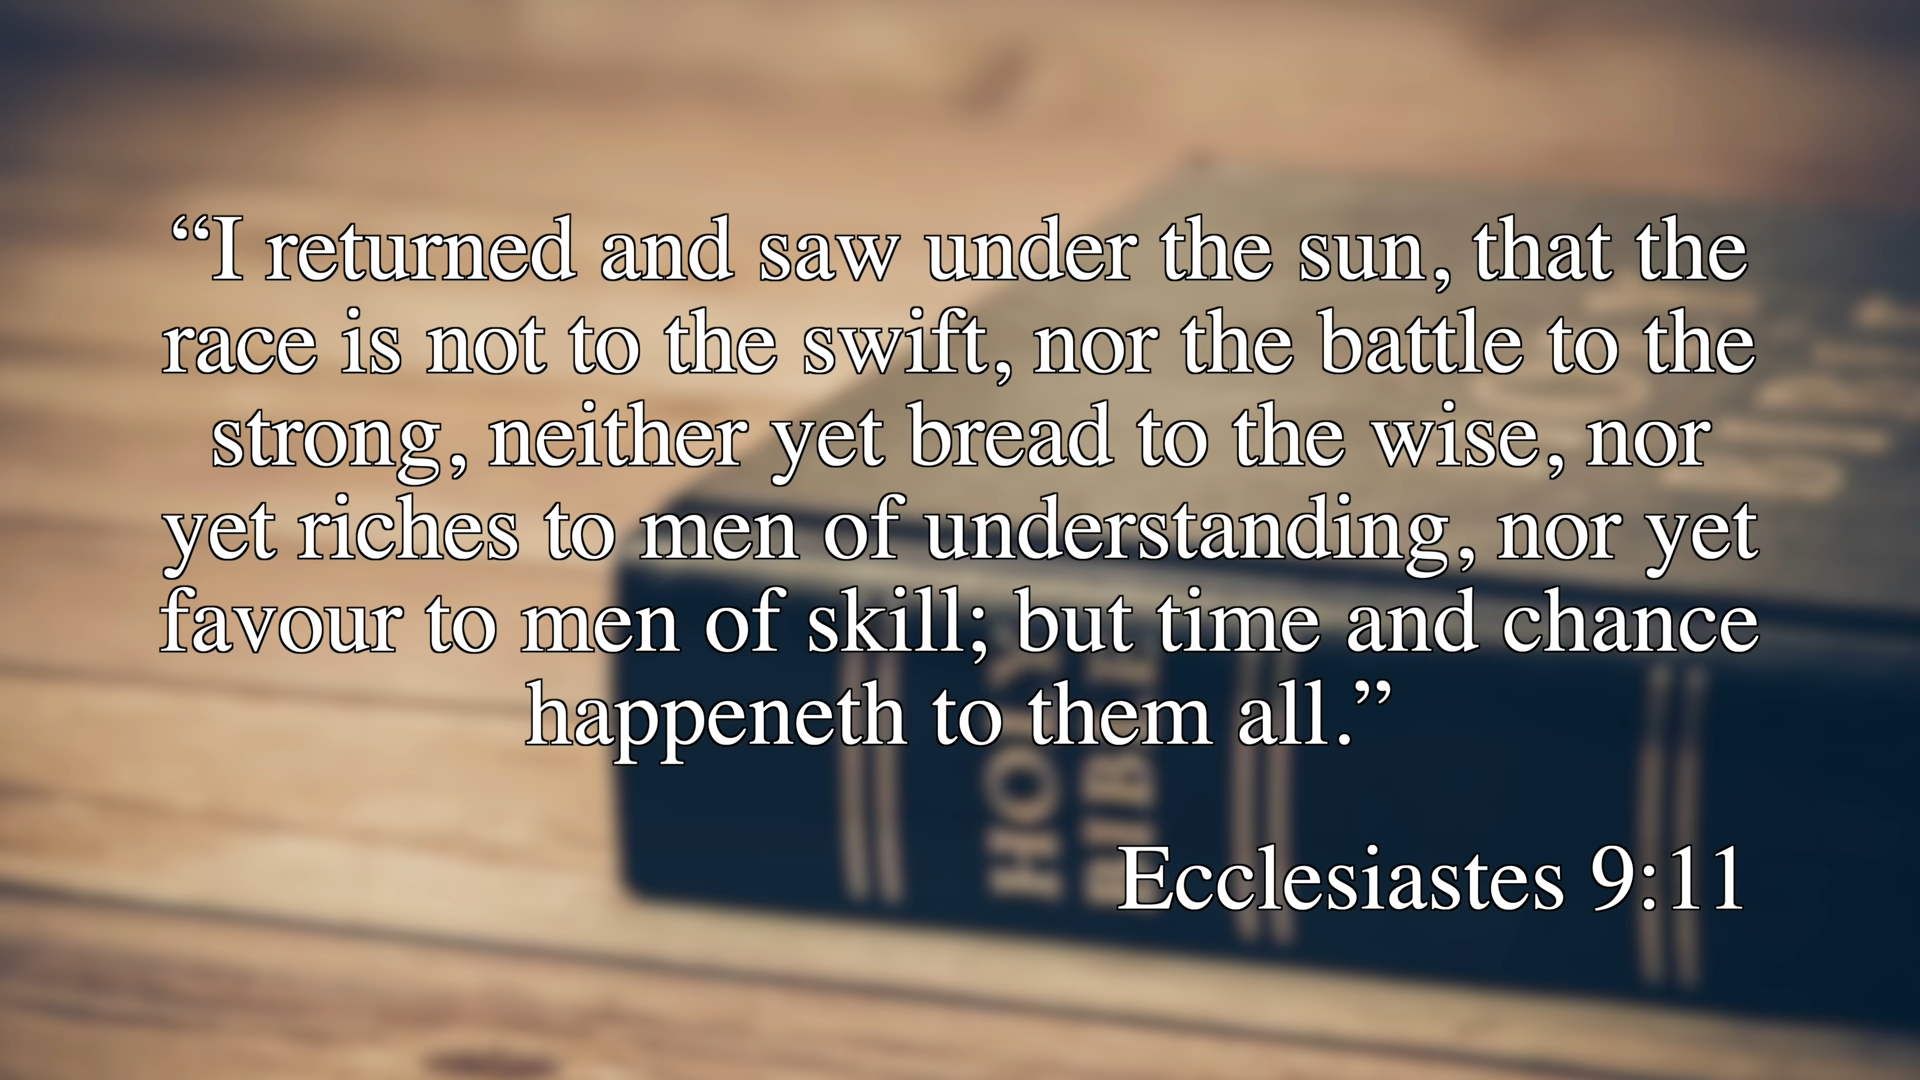 “I returned and saw under the sun, that the
race is not to the swift, nor the battle to the
strong, neither yet bread to the wise, nor
yet riches to men of understanding, nor yet
favour to men of skill; but time and chance
happeneth to them all.”
Ecclesiastes 9:11
HOLY
BIBLE